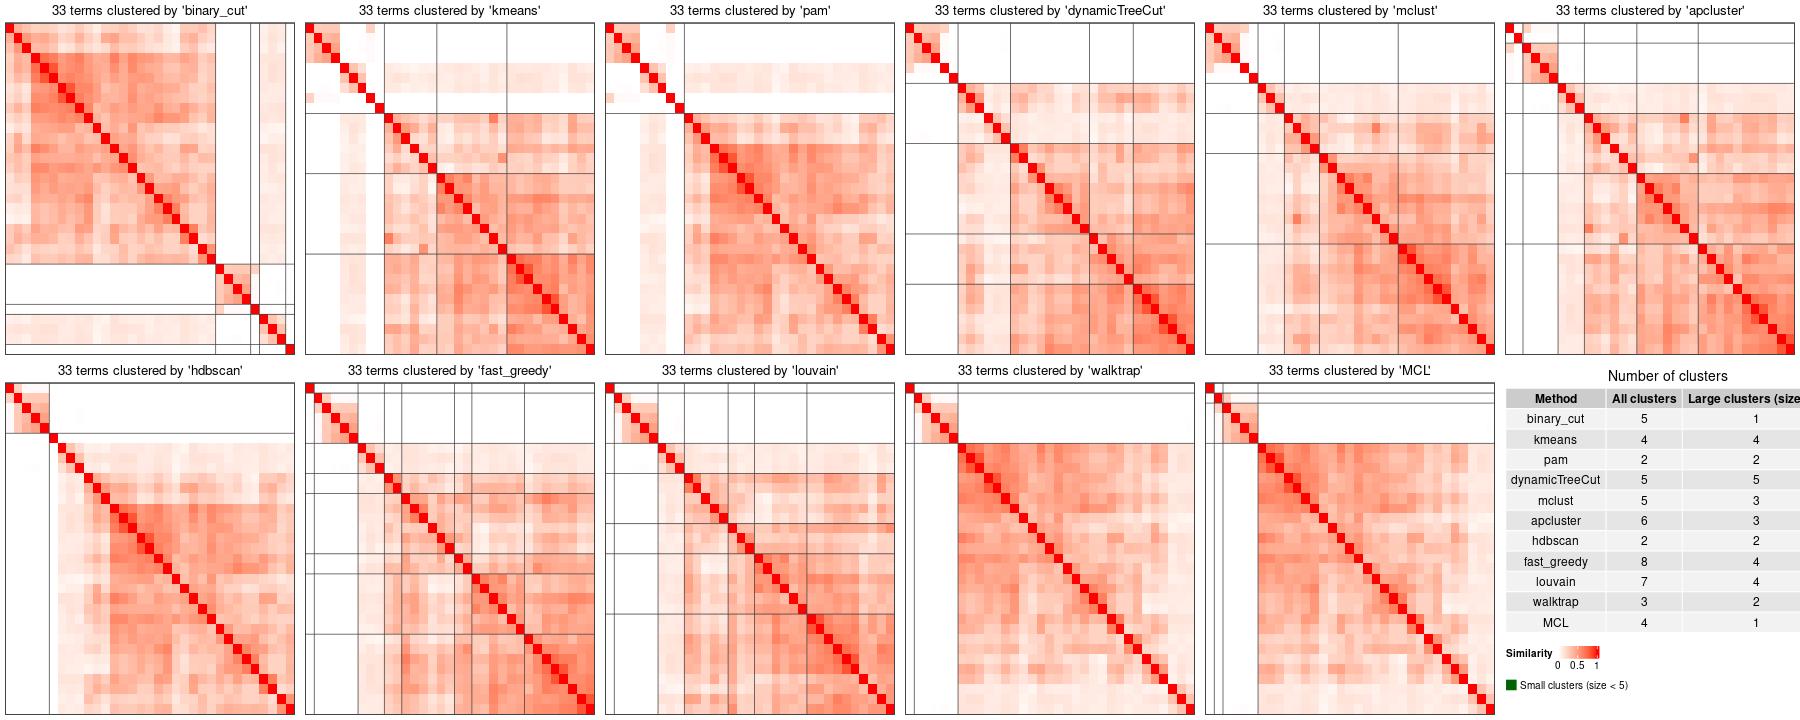 33 terms clustered by 'binary_cut'
33 terms clustered by 'kmeans'
33 terms clustered by 'pam'
33 terms clustered by 'dynamicTreeCut'
33 terms clustered by 'mclust'
33 terms clustered by 'apcluster'
33 terms clustered by 'hdbscan'
33 terms clustered by 'fast_greedy'
33 terms clustered by 'louvain'
33 terms clustered by 'walktrap'
33 terms clustered by 'MCL'
Number of clusters
Method All clusters Large clusters (size
binary_cut 5 1
kmeans 4 4
pam 2 2
dynamicTreeCut 5 5
mclust 5 3
apcluster 6 3
hdbscan 2 2
fast_greedy 8 4
louvain 7 4
walktrap 3 2
MCL 4 1
Similarity
0 0.5 1
Small clusters (size < 5)